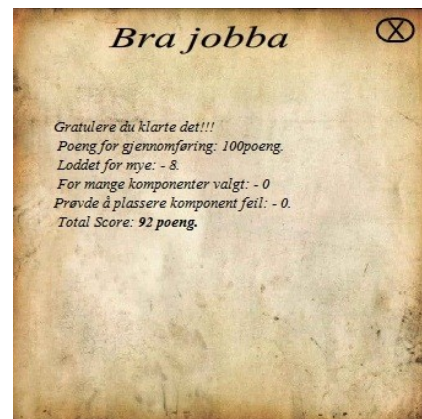 Bra jobba
X
Gratulere du klarte det!!!
Poeng for gjennomføring: 100poeng.
Loddet for mye: - 8.
For mange komponenter valgt: - 0
Prøvde å plassere komponent feil: - 0.
Total Score: 92 poeng.